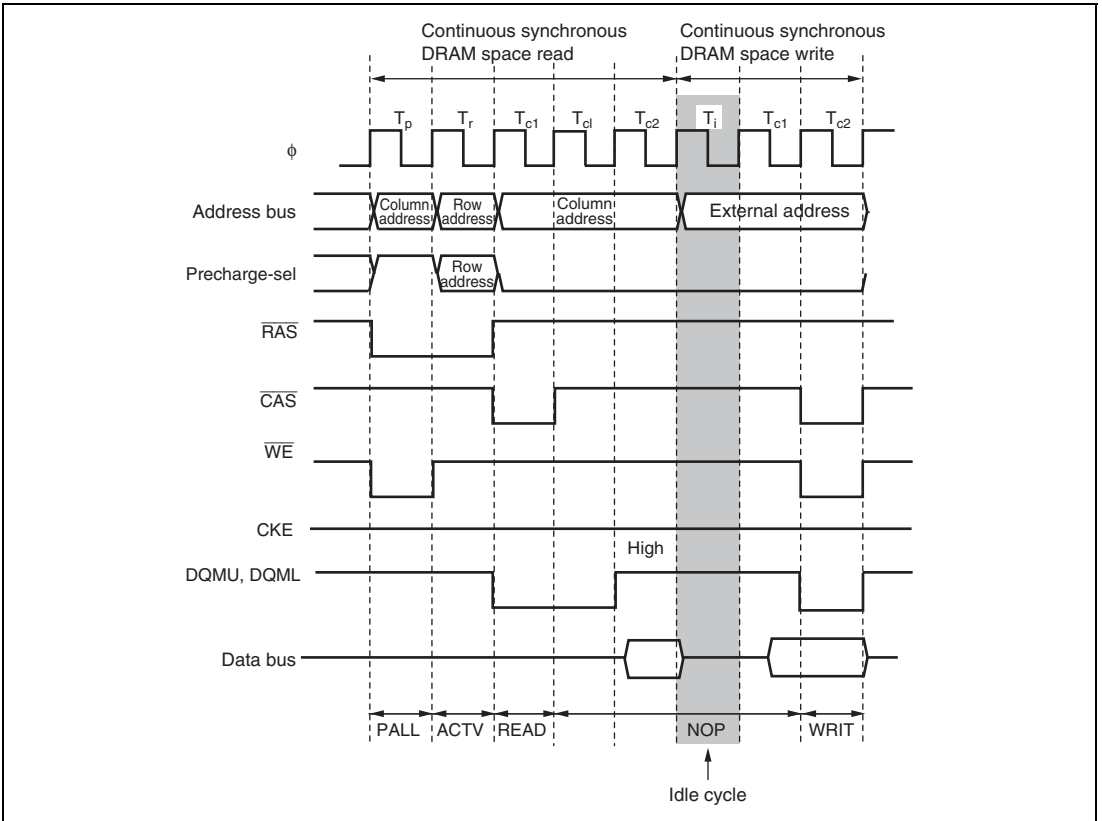 Continuous synchronous
DRAM space read
Continuous synchronous
DRAM space write
Tp Tr Tc1 Tcl Tc2 Ti Tc1 Tc2
ϕ
Address bus
Column
address
Row
address
Column
address
External address
Precharge-sel
Row
address
RAS
CAS
WE
CKE
High
DQMU, DQML
Data bus
PALL ACTV READ NOP WRIT
Idle cycle